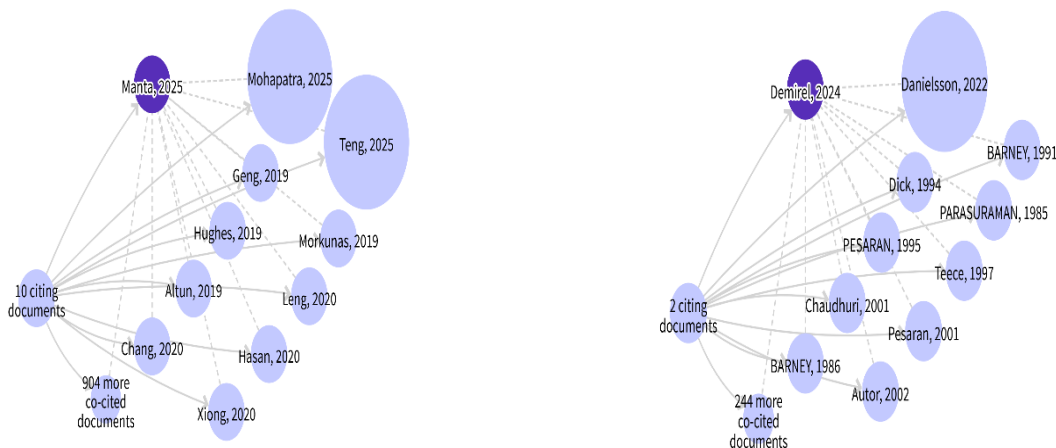 Manta, 2025
Mohapatra, 2025
Teng, 2025
Geng, 2019
Hughes, 2019
Morkunas, 2019
10 citing
documents
Altun, 2019
Leng, 2020
Chang, 2020
Hasan, 2020
904 more
co-cited
documents
Xiong, 2020
Demirel, 2024
Danielsson, 2022
BARNEY, 1991
Dick, 1994
PARASURAMAN, 1985
PESARAN, 1995
Teece, 1997
2 citing
documents
Chaudhuri, 2001
Pesaran, 2001
BARNEY, 1986
Autor, 2002
244 more
co-cited
documents